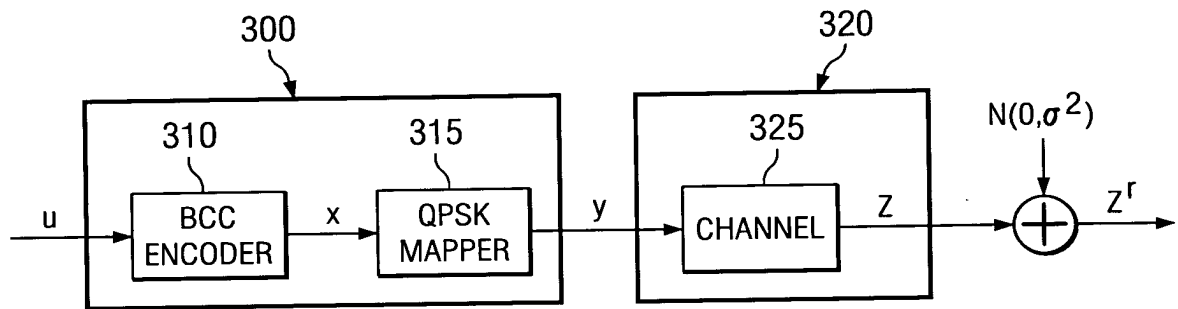 300
320
310
315
325
N(0,σ²)
u
BCC
ENCODER
x
QPSK
MAPPER
y
CHANNEL
Z
Zʳ